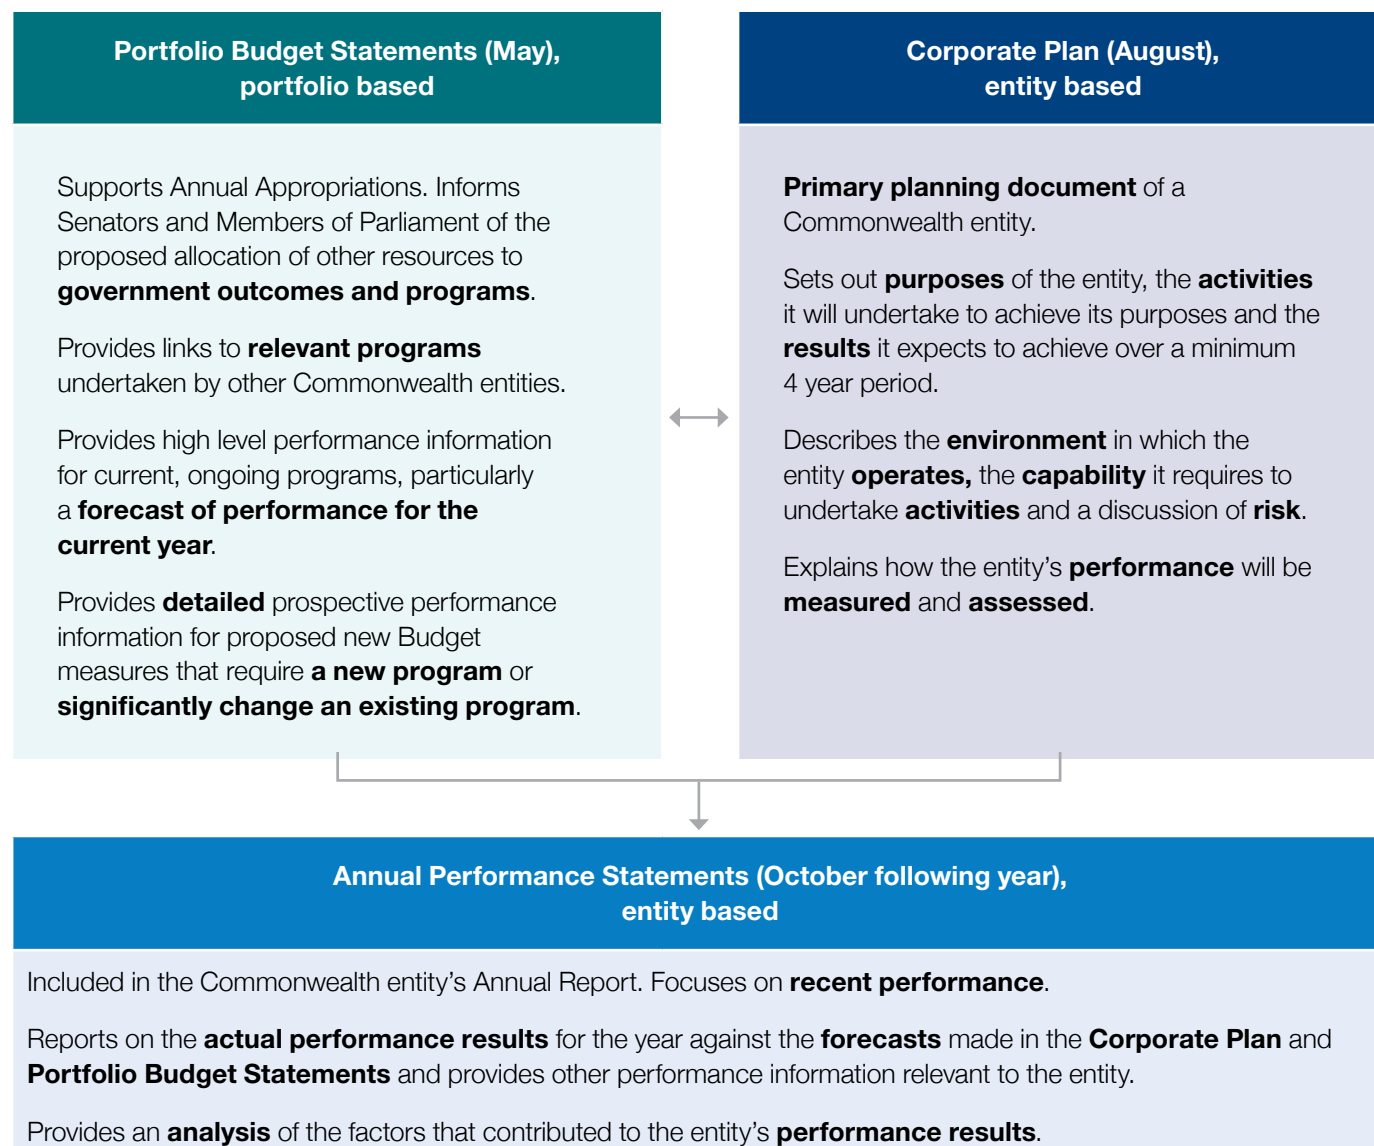 Portfolio Budget Statements (May),
portfolio based
Supports Annual Appropriations. Informs
Senators and Members of Parliament of the
proposed allocation of other resources to
government outcomes and programs.
Provides links to relevant programs
undertaken by other Commonwealth entities.
Provides high level performance information
for current, ongoing programs, particularly
a forecast of performance for the
current year.
Provides detailed prospective performance
information for proposed new Budget
measures that require a new program or
significantly change an existing program.
Corporate Plan (August),
entity based
Primary planning document of a
Commonwealth entity.
Sets out purposes of the entity, the activities
it will undertake to achieve its purposes and the
results it expects to achieve over a minimum
4 year period.
Describes the environment in which the
entity operates, the capability it requires to
undertake activities and a discussion of risk.
Explains how the entity’s performance will be
measured and assessed.
Annual Performance Statements (October following year),
entity based
Included in the Commonwealth entity’s Annual Report. Focuses on recent performance.
Reports on the actual performance results for the year against the forecasts made in the Corporate Plan and
Portfolio Budget Statements and provides other performance information relevant to the entity.
Provides an analysis of the factors that contributed to the entity’s performance results.